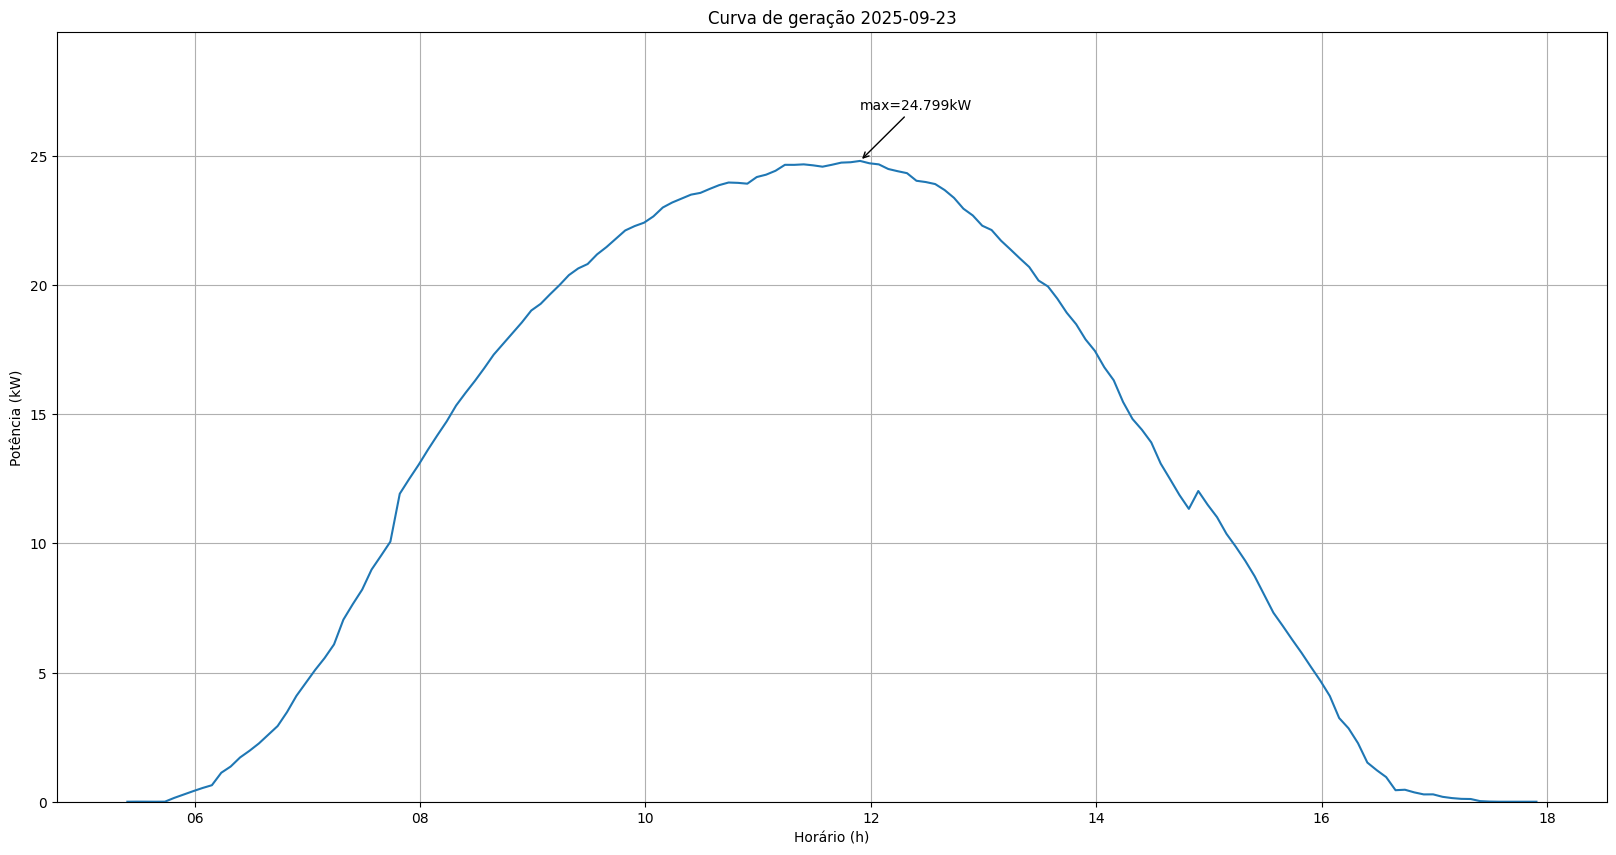 Curva de geração 2025-09-23
max=24.799kW
25
20
15
10
5
0
Potência (kW)
06 08 10 12 14 16 18
Horário (h)